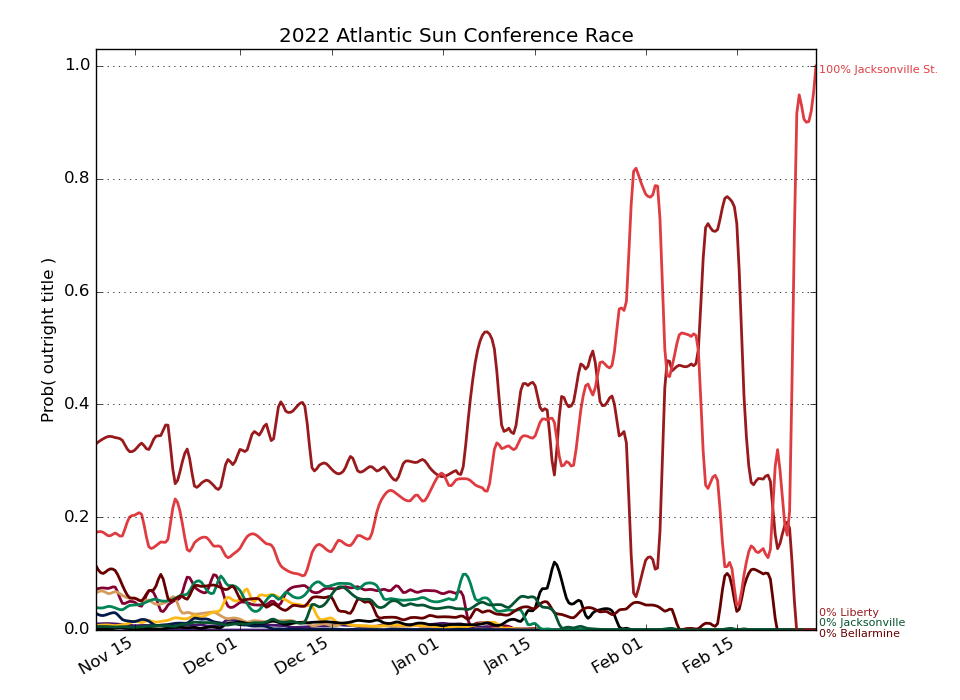 2022 Atlantic Sun Conference Race
1.0
100% Jacksonville St.
0.8
0.6
Prob( outright title )
0.4
0.2
0% Liberty
0% Jacksonville
0.0
0% Bellarmine
Nov 15
Dec 01
Dec 15
Jan 01
Jan 15
Feb 01
Feb 15